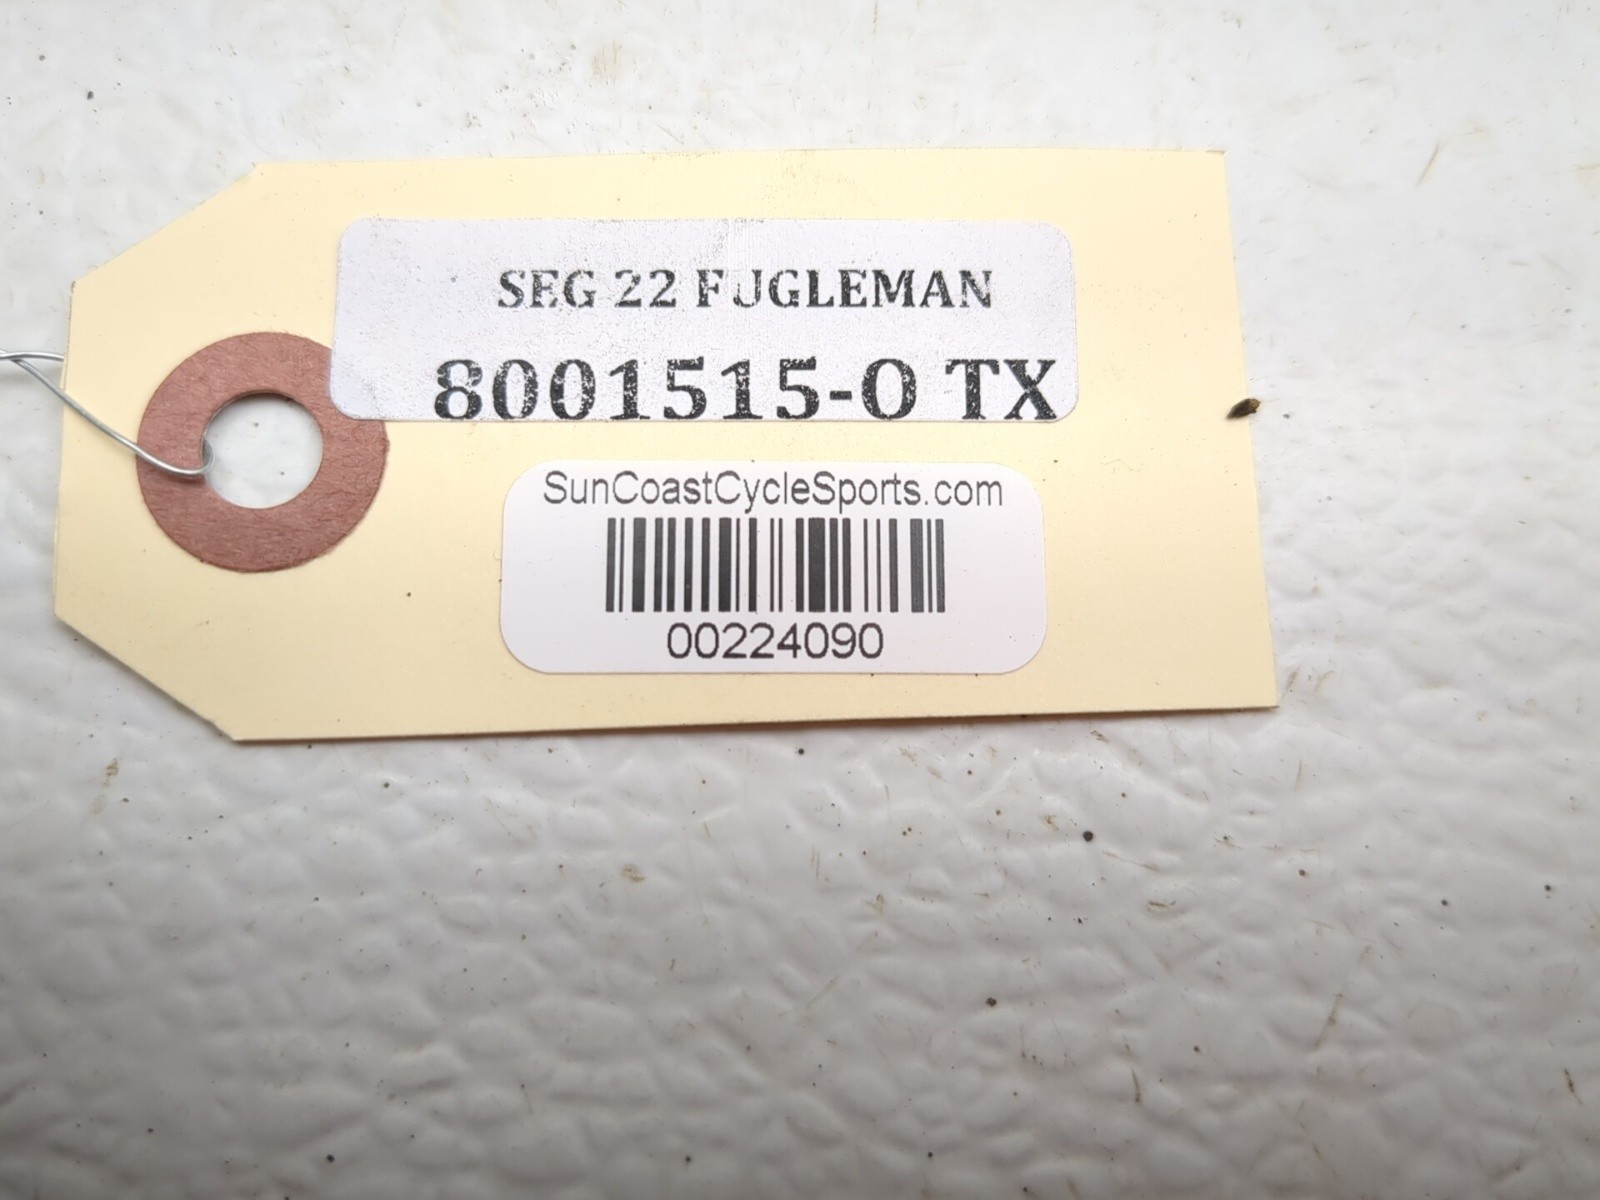 SEG 22 FUGLEMAN
8001515-O TX
SunCoastCycleSports.com
00224090